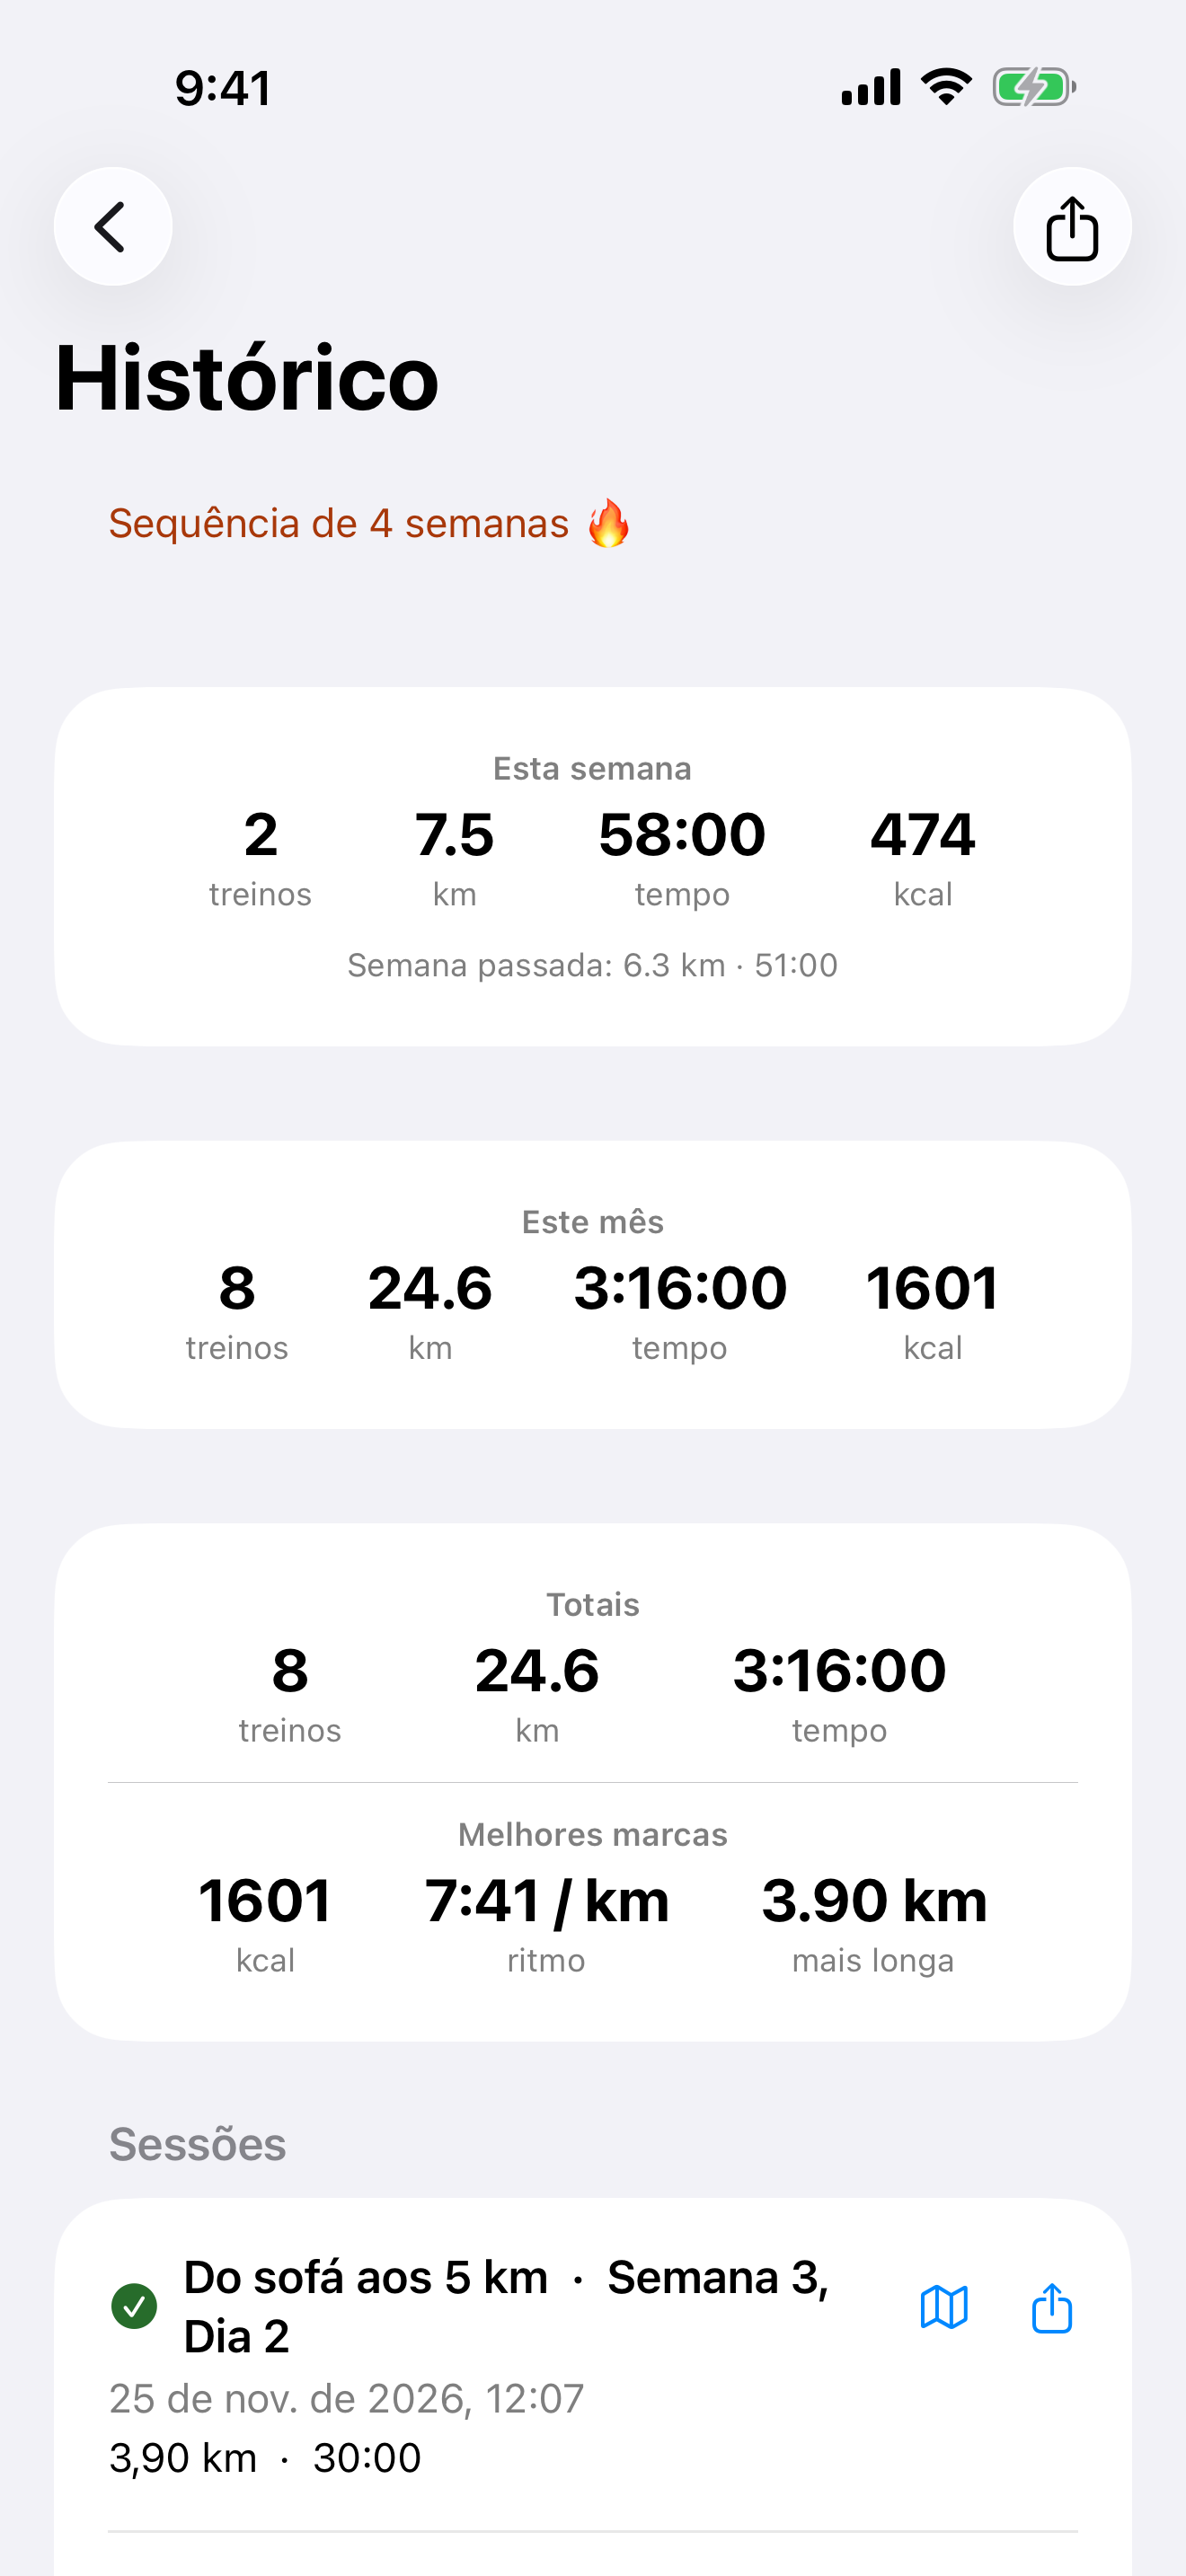 9:41
Histórico
Sequência de 4 semanas 🔥
Esta semana
2 7.5 58:00 474
treinos km tempo kcal
Semana passada: 6.3 km · 51:00
Este mês
8 24.6 3:16:00 1601
treinos km tempo kcal
Totais
8 24.6 3:16:00
treinos km tempo
Melhores marcas
1601 7:41 / km 3.90 km
kcal ritmo mais longa
Sessões
Do sofá aos 5 km · Semana 3,
Dia 2
25 de nov. de 2026, 12:07
3,90 km · 30:00